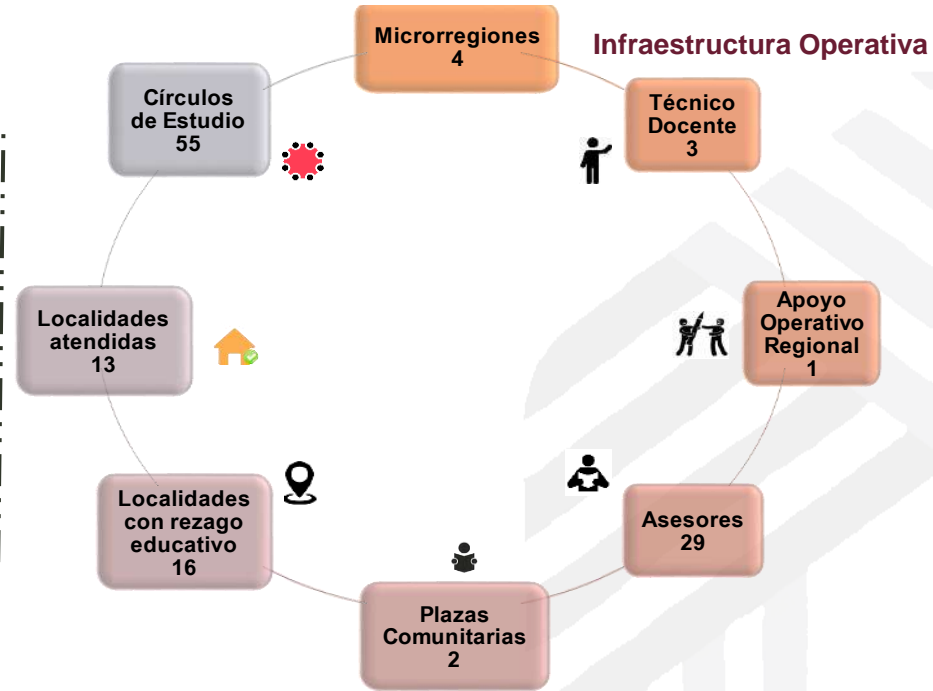 Infraestructura Operativa
Microrregiones
4
Técnico
Docente
3
Apoyo
Operativo
Regional
1
Asesores
29
Plazas
Comunitarias
2
Localidades
con rezago
educativo
16
Localidades
atendidas
13
Círculos
de Estudio
55